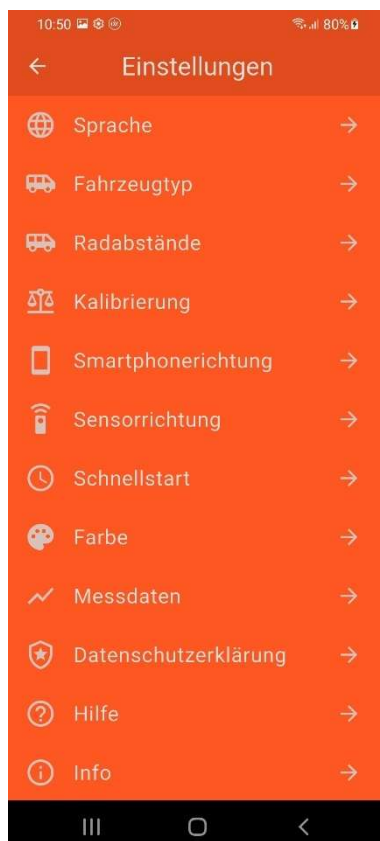 10:50 80%
Einstellungen
Sprache
Fahrzeugtyp
Radabstände
Kalibrierung
Smartphonerichtung
Sensorrichtung
Schnellstart
Farbe
Messdaten
Datenschutzerklärung
Hilfe
Info